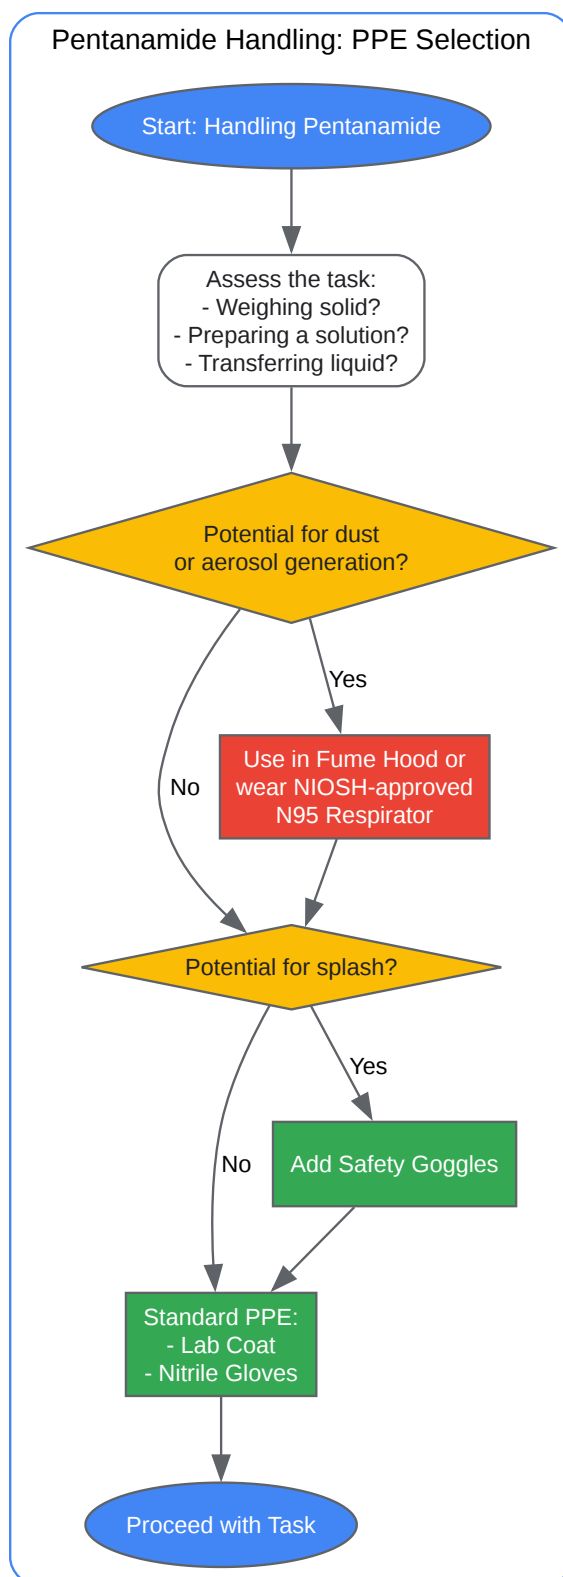 Pentanamide Handling: PPE Selection
Start: Handling Pentanamide
Assess the task:
- Weighing solid?
- Preparing a solution?
- Transferring liquid?
Potential for dust
or aerosol generation?
Yes
No
Use in Fume Hood or
wear NIOSH-approved
N95 Respirator
Potential for splash?
Yes
No
Add Safety Goggles
Standard PPE:
- Lab Coat
- Nitrile Gloves
Proceed with Task